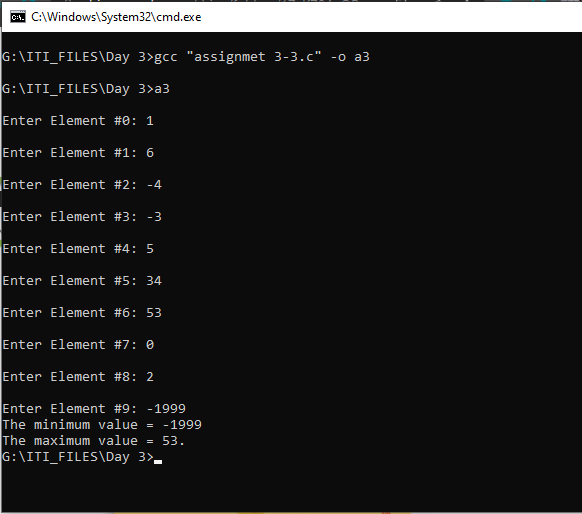 C:\Windows\System32\cmd.exe
G:\ITI_FILES\Day 3>gcc "assignmet 3-3.c" -o a3
G:\ITI_FILES\Day 3>a3
Enter Element #0: 1
Enter Element #1: 6
Enter Element #2: -4
Enter Element #3: -3
Enter Element #4: 5
Enter Element #5: 34
Enter Element #6: 53
Enter Element #7: 0
Enter Element #8: 2
Enter Element #9: -1999
The minimum value = -1999
The maximum value = 53.
G:\ITI_FILES\Day 3>